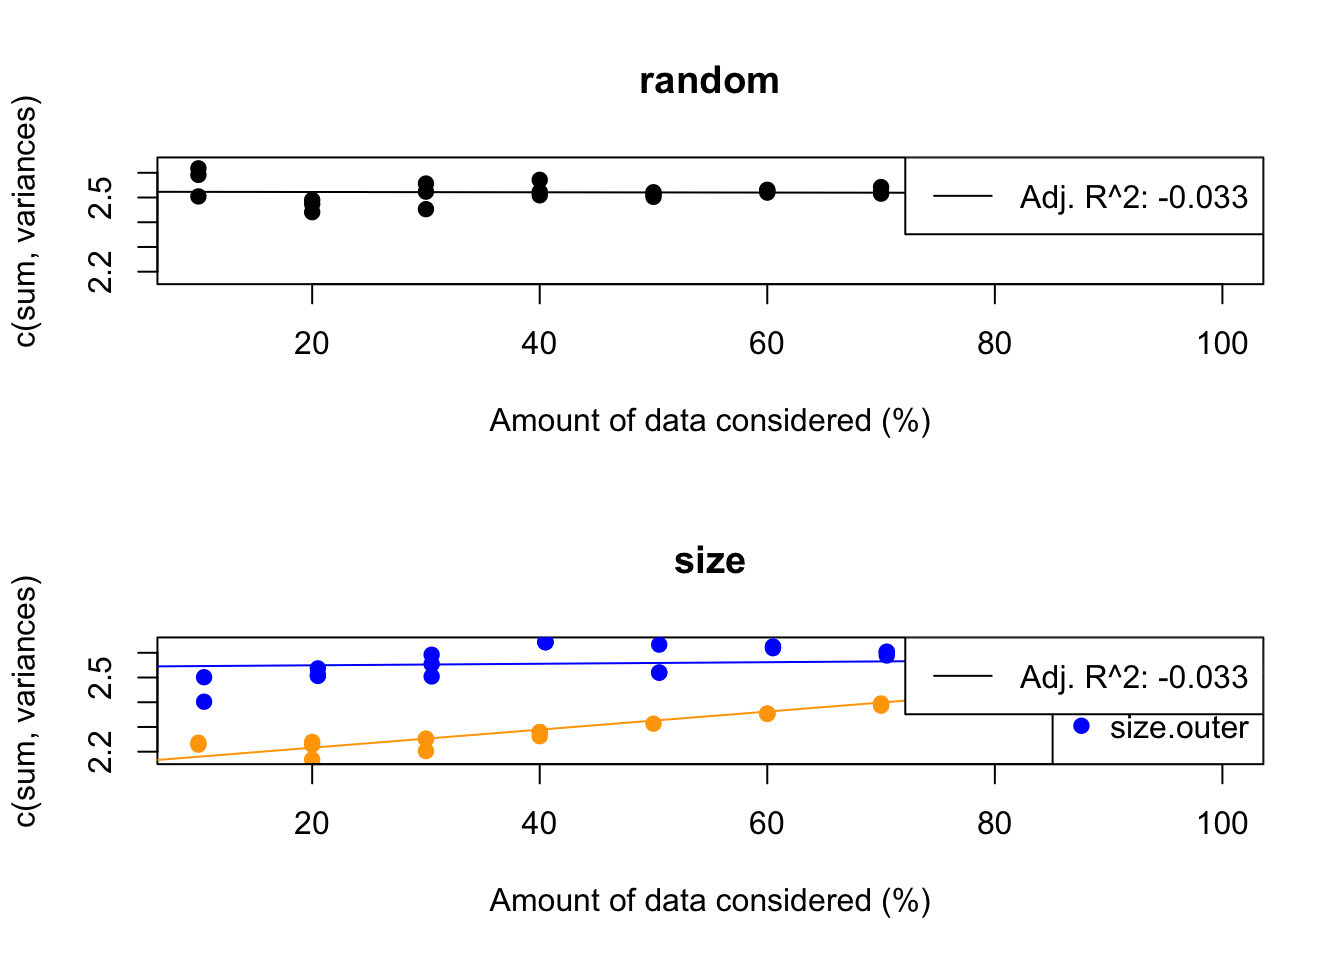 random
c(sum, variances)
2.5
2.2
Adj. R^2: -0.033
20 40 60 80 100
Amount of data considered (%)
size
c(sum, variances)
2.5
2.2
Adj. R^2: -0.033
size.outer
20 40 60 80 100
Amount of data considered (%)